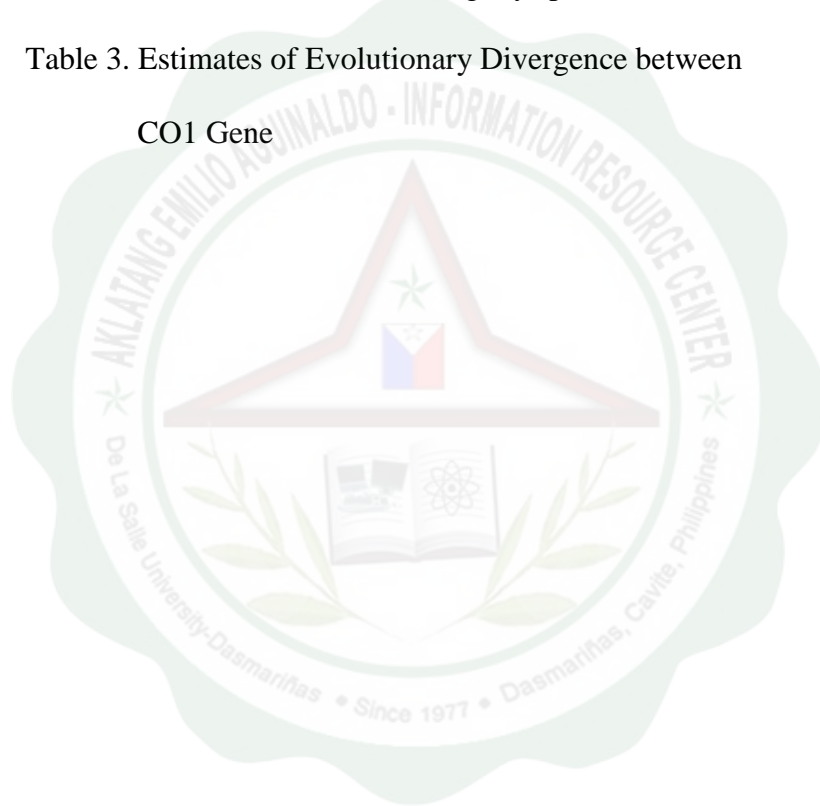 Table 3. Estimates of Evolutionary Divergence between
CO1 Gene
AKLATANG EMILIO AGUINALDO - INFORMATION RESOURCE CENTER
De La Salle University-Dasmariñas • Since 1977 • Dasmariñas, Cavite, Philippines